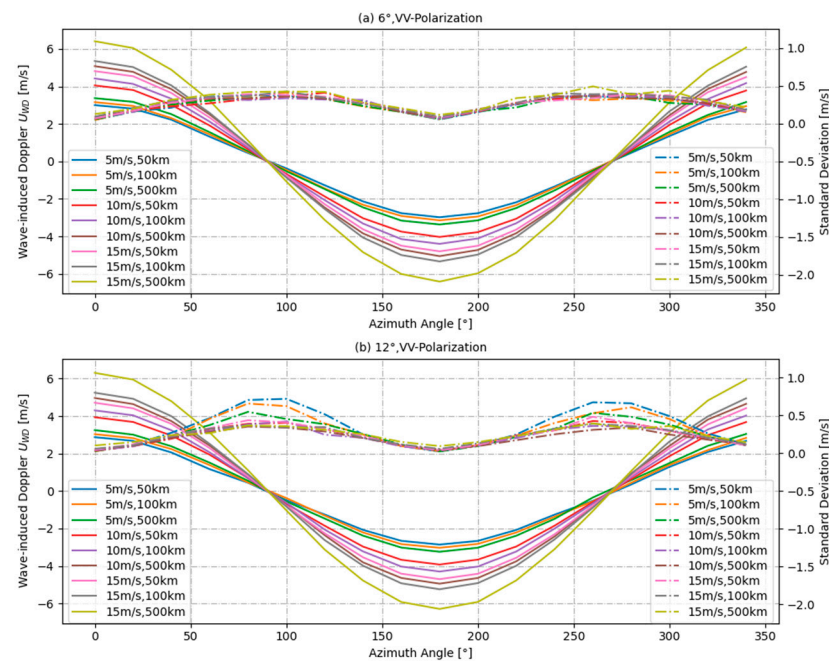 (a) 6°,VV-Polarization
Wave-induced Doppler U_WD [m/s]
6
4
2
0
−2
−4
−6
1.0
0.5
0.0
−0.5
−1.0
−1.5
−2.0
Standard Deviation [m/s]
5m/s,50km
5m/s,100km
5m/s,500km
10m/s,50km
10m/s,100km
10m/s,500km
15m/s,50km
15m/s,100km
15m/s,500km
5m/s,50km
5m/s,100km
5m/s,500km
10m/s,50km
10m/s,100km
10m/s,500km
15m/s,50km
15m/s,100km
15m/s,500km
0 50 100 150 200 250 300 350
Azimuth Angle [°]
(b) 12°,VV-Polarization
Wave-induced Doppler U_WD [m/s]
6
4
2
0
−2
−4
−6
1.0
0.5
0.0
−0.5
−1.0
−1.5
−2.0
Standard Deviation [m/s]
5m/s,50km
5m/s,100km
5m/s,500km
10m/s,50km
10m/s,100km
10m/s,500km
15m/s,50km
15m/s,100km
15m/s,500km
5m/s,50km
5m/s,100km
5m/s,500km
10m/s,50km
10m/s,100km
10m/s,500km
15m/s,50km
15m/s,100km
15m/s,500km
0 50 100 150 200 250 300 350
Azimuth Angle [°]